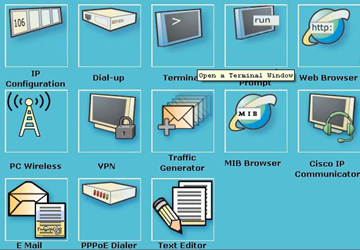 106
>
run
http:
IP
Configuration
Dial-up
Termina
Prompt
Web Browser
Open a Terminal Window
MIB
PC Wireless
VPN
Traffic
Generator
MIB Browser
Cisco IP
Communicator
E Mail
PPPoE Dialer
Text Editor